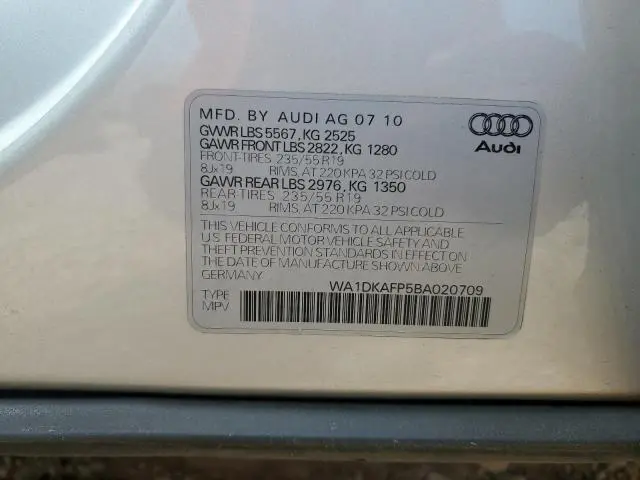 MFD. BY AUDI AG 07 10
GVWR LBS 5567, KG 2525
GAWR FRONT LBS 2822, KG 1280
FRONT-TIRES 235/55 R19
8Jx19 RIMS, AT 220 KPA 32 PSI COLD
GAWR REAR LBS 2976, KG 1350
REAR TIRES 235/55 R19
8Jx19 RIMS, AT 220 KPA 32 PSI COLD
THIS VEHICLE CONFORMS TO ALL APPLICABLE
U.S. FEDERAL MOTOR VEHICLE SAFETY AND
THEFT PREVENTION STANDARDS IN EFFECT ON
THE DATE OF MANUFACTURE SHOWN ABOVE
WA1DKAFP5BA020709
TYPE
MPV
Audi